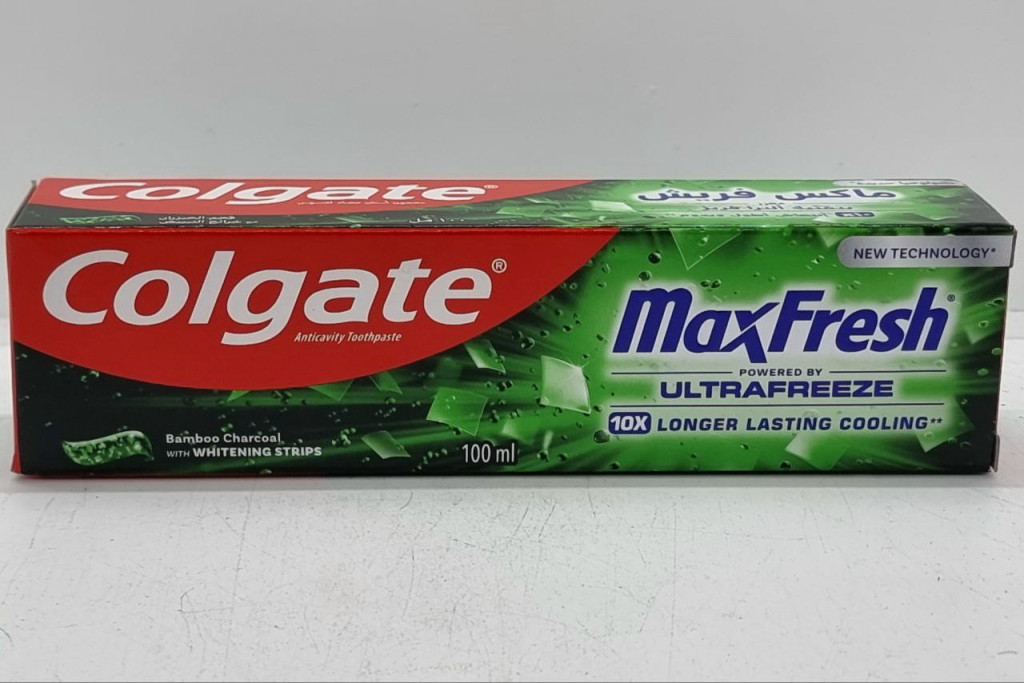 Colgate®
ماكس فريش
Colgate®
Anticavity Toothpaste
NEW TECHNOLOGY*
MaxFresh®
POWERED BY
ULTRAFREEZE
10X LONGER LASTING COOLING**
Bamboo Charcoal
WITH WHITENING STRIPS
100 ml